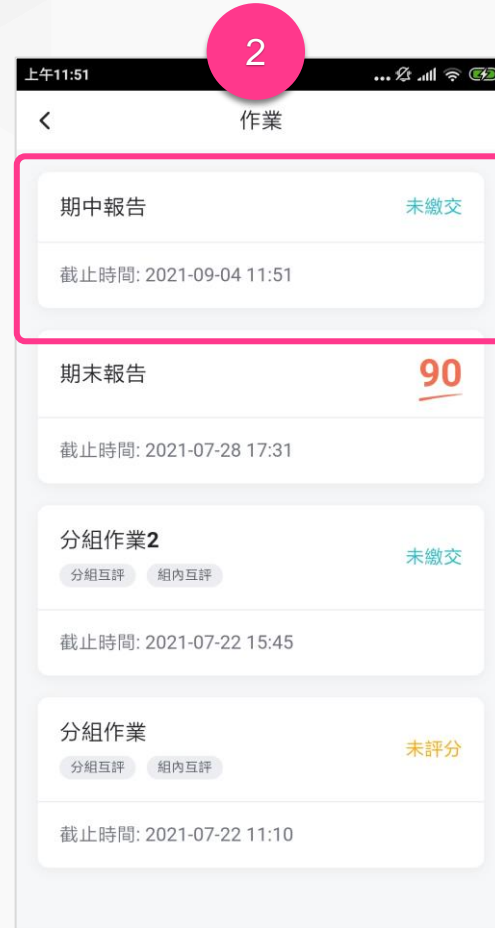 2
上午11:51
作業
期中報告
未繳交
截止時間: 2021-09-04 11:51
期末報告
90
截止時間: 2021-07-28 17:31
分組作業2
未繳交
分組互評 組內互評
截止時間: 2021-07-22 15:45
分組作業
未評分
分組互評 組內互評
截止時間: 2021-07-22 11:10